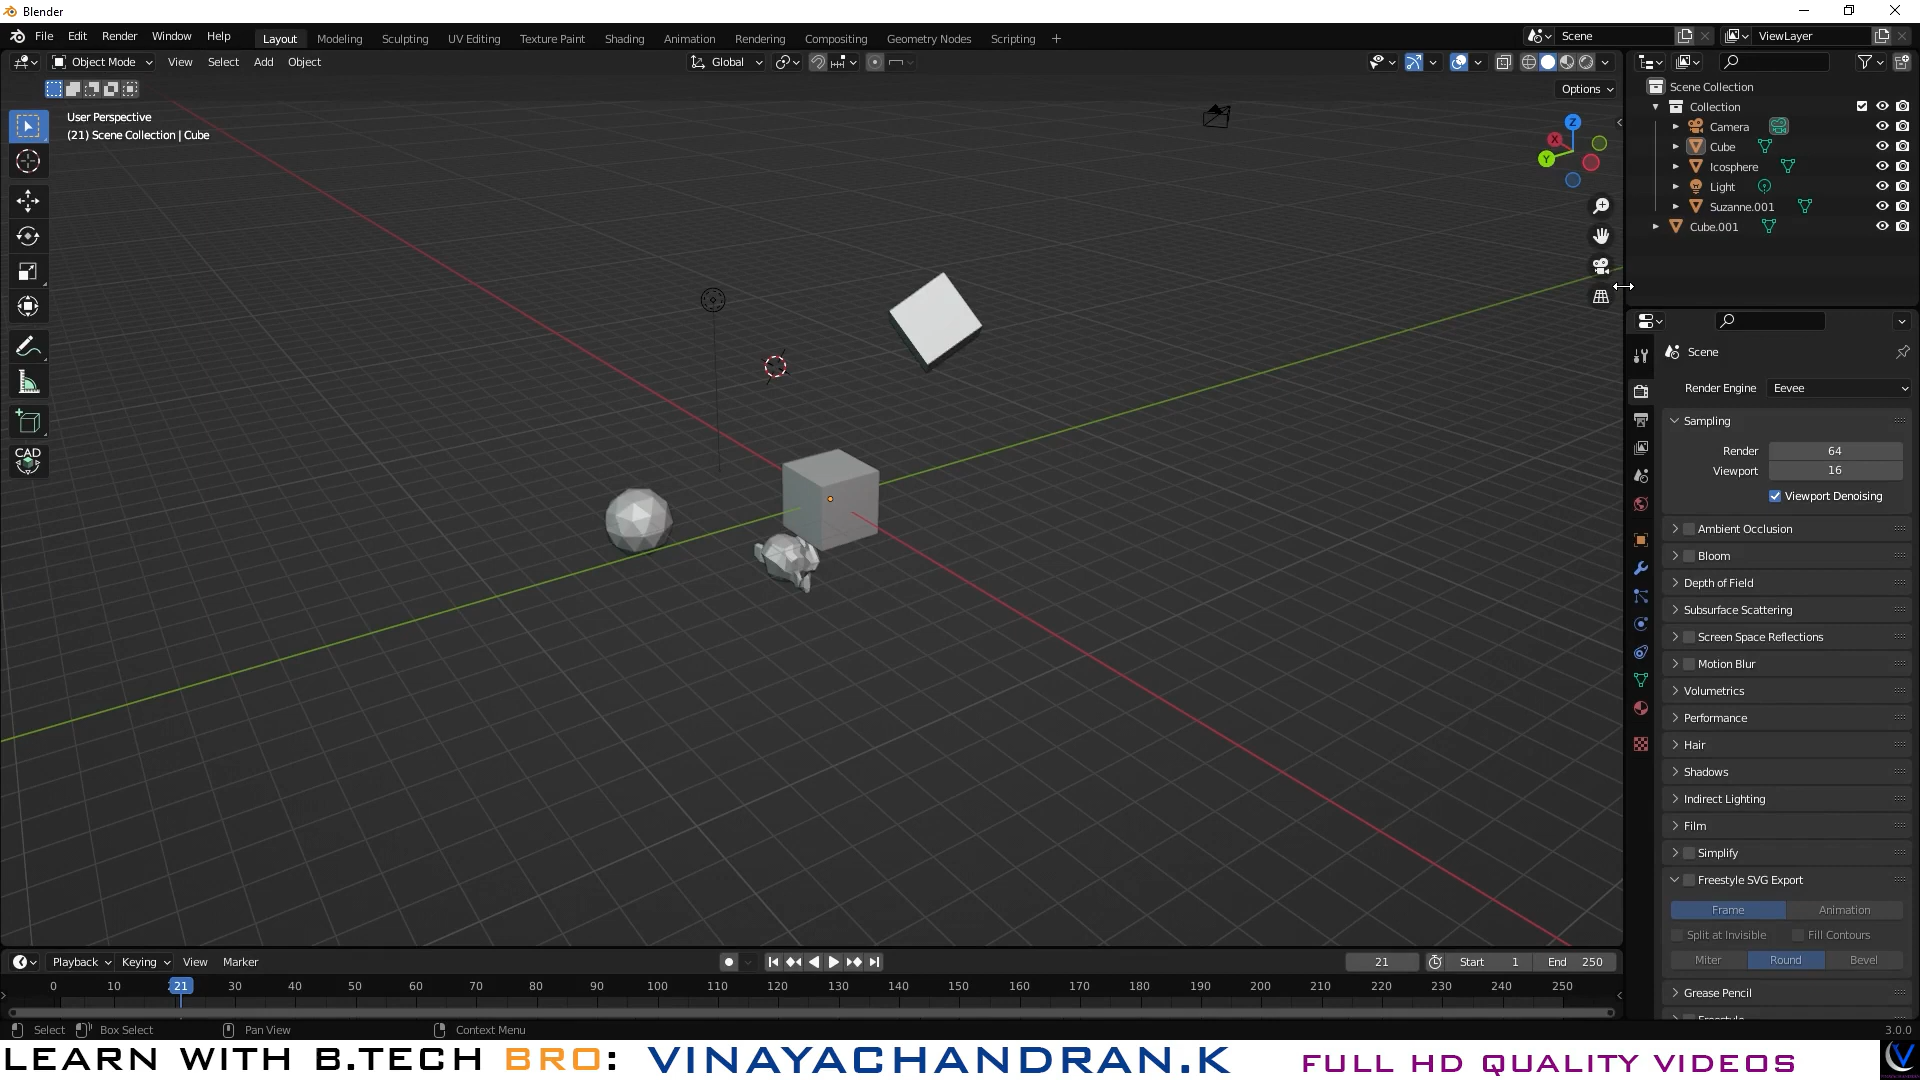 Blender
File Edit Render Window Help Layout Modeling Sculpting UV Editing Texture Paint Shading Animation Rendering Compositing Geometry Nodes Scripting + Scene ViewLayer
Object Mode View Select Add Object Global
Options
User Perspective
(21) Scene Collection | Cube
X
Y
Z
CAD
Scene Collection
Collection
Camera
Cube
Icosphere
Light
Suzanne.001
Cube.001
Scene
Render Engine Eevee
Sampling
Render 64
Viewport 16
Viewport Denoising
Ambient Occlusion
Bloom
Depth of Field
Subsurface Scattering
Screen Space Reflections
Motion Blur
Volumetrics
Performance
Hair
Shadows
Indirect Lighting
Film
Simplify
Freestyle SVG Export
Frame Animation
Split at Invisible Fill Contours
Miter Round Bevel
Grease Pencil
Playback Keying View Marker 21 Start 1 End 250
0 10 21 30 40 50 60 70 80 90 100 110 120 130 140 150 160 170 180 190 200 210 220 230 240 250
Select Box Select Pan View Context Menu 3.0.0
LEARN WITH B.TECH BRO: VINAYACHANDRAN.K FULL HD QUALITY VIDEOS